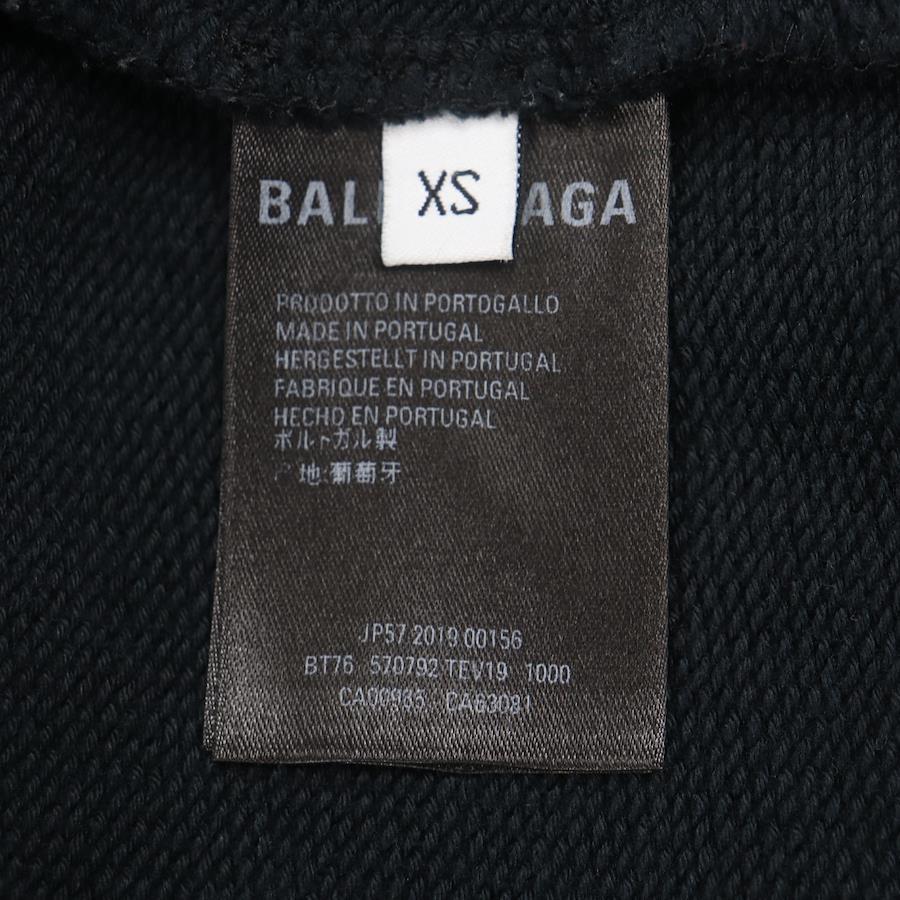 XS
BAL AGA
PRODOTTO IN PORTOGALLO
MADE IN PORTUGAL
HERGESTELLT IN PORTUGAL
FABRIQUE EN PORTUGAL
HECHO EN PORTUGAL
ポルトガル製
产地:葡萄牙
JP57 2019 00156
BT76 570792 TEV19 1000
CA00935 CA63081